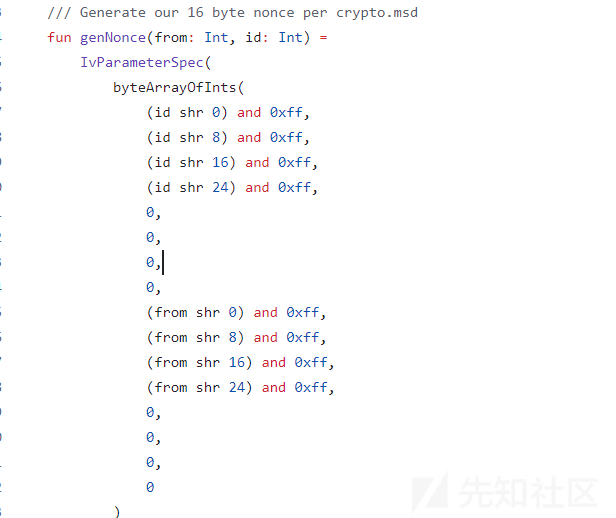 /// Generate our 16 byte nonce per crypto.msd
fun genNonce(from: Int, id: Int) =
IvParameterSpec(
byteArrayOfInts(
(id shr 0) and 0xff,
(id shr 8) and 0xff,
(id shr 16) and 0xff,
(id shr 24) and 0xff,
0,
0,
0,
0,
(from shr 0) and 0xff,
(from shr 8) and 0xff,
(from shr 16) and 0xff,
(from shr 24) and 0xff,
0,
0,
0,
0
)
先知社区